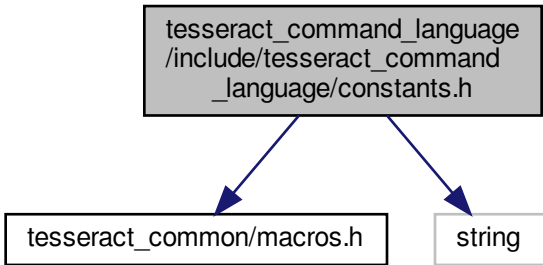 tesseract_command_language
/include/tesseract_command
_language/constants.h
tesseract_common/macros.h
string